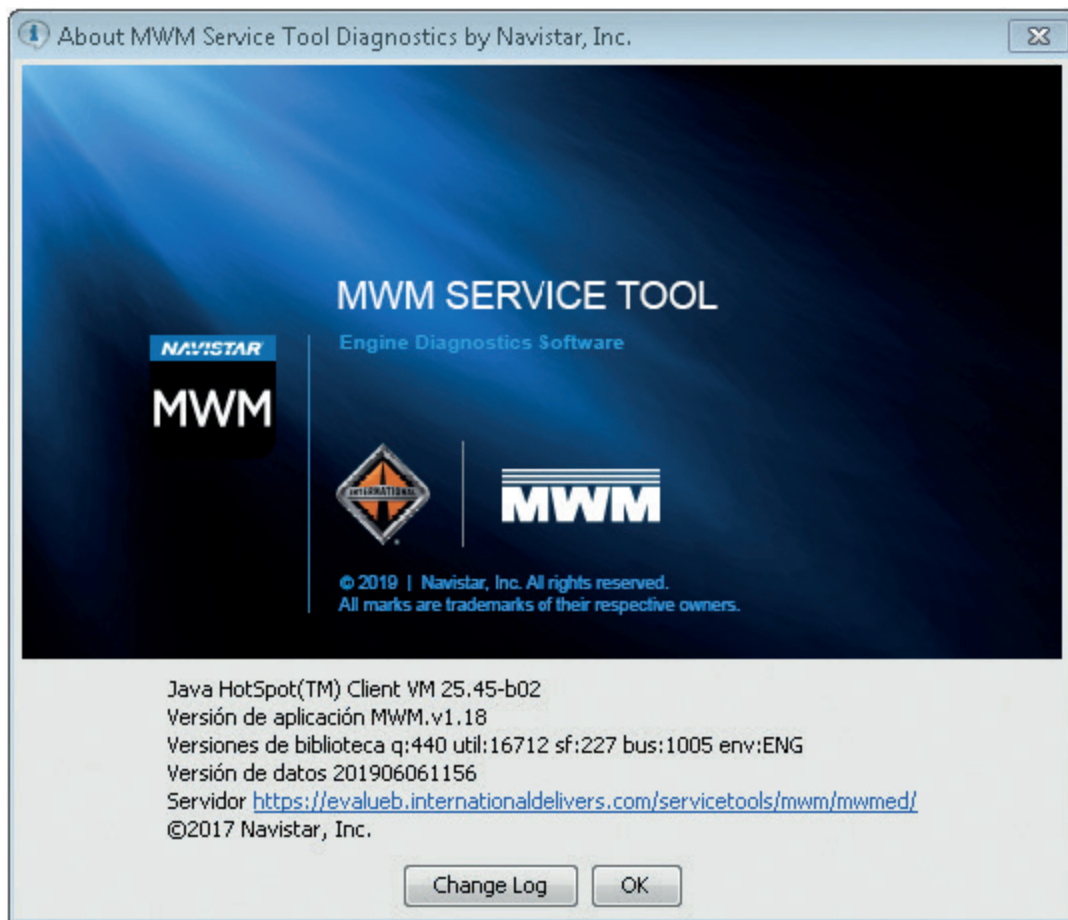 About MWM Service Tool Diagnostics by Navistar, Inc.
MWM SERVICE TOOL
Engine Diagnostics Software
NAVISTAR
MWM
INTERNATIONAL
MWM
© 2019 | Navistar, Inc. All rights reserved.
All marks are trademarks of their respective owners.
Java HotSpot(TM) Client VM 25.45-b02
Versión de aplicación MWM.v1.18
Versiones de biblioteca q:440 util:16712 sf:227 bus:1005 env:ENG
Versión de datos 201906061156
Servidor https://evalueb.internationaldelivers.com/servicetools/mwm/mwmed/
©2017 Navistar, Inc.
Change Log OK